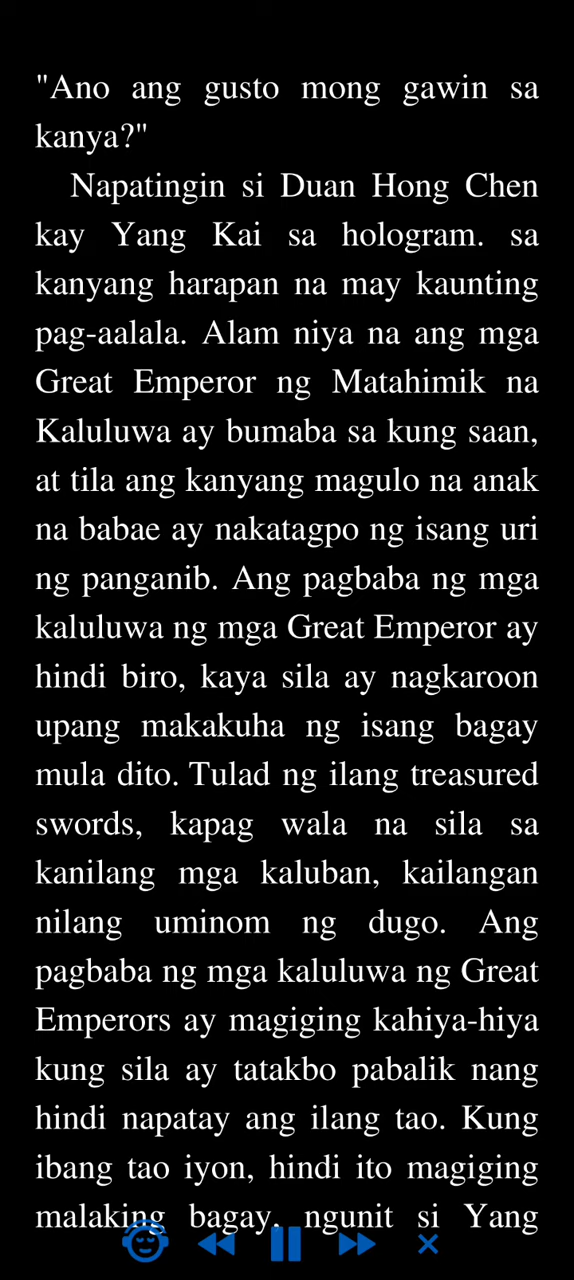 "Ano ang gusto mong gawin sa
kanya?"
Napatingin si Duan Hong Chen
kay Yang Kai sa hologram. sa
kanyang harapan na may kaunting
pag-aalala. Alam niya na ang mga
Great Emperor ng Matahimik na
Kaluluwa ay bumaba sa kung saan,
at tila ang kanyang magulo na anak
na babae ay nakatagpo ng isang uri
ng panganib. Ang pagbaba ng mga
kaluluwa ng mga Great Emperor ay
hindi biro, kaya sila ay nagkaroon
upang makakuha ng isang bagay
mula dito. Tulad ng ilang treasured
swords, kapag wala na sila sa
kanilang mga kaluban, kailangan
nilang uminom ng dugo. Ang
pagbaba ng mga kaluluwa ng Great
Emperors ay magiging kahiya-hiya
kung sila ay tatakbo pabalik nang
hindi napatay ang ilang tao. Kung
ibang tao iyon, hindi ito magiging
malaking bagay, ngunit si Yang